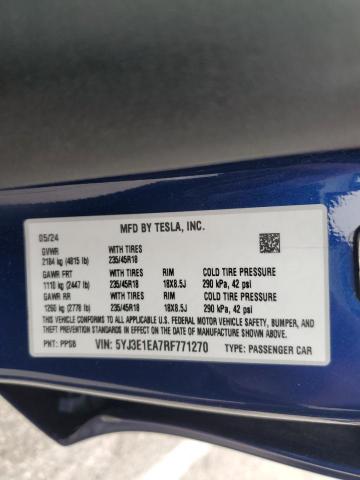 MFD BY TESLA, INC.
05/24
GVWR WITH TIRES
2184 kg (4815 lb) 235/45R18
GAWR FRT WITH TIRES RIM COLD TIRE PRESSURE
1110 kg (2447 lb) 235/45R18 18X8.5J 290 kPa, 42 psi
GAWR RR WITH TIRES RIM COLD TIRE PRESSURE
1260 kg (2778 lb) 235/45R18 18X8.5J 290 kPa, 42 psi
THIS VEHICLE CONFORMS TO ALL APPLICABLE FEDERAL MOTOR VEHICLE SAFETY, BUMPER, AND
THEFT PREVENTION STANDARDS IN EFFECT ON THE DATE OF MANUFACTURE SHOWN ABOVE.
PNT: PPSB VIN: 5YJ3E1EA7RF771270 TYPE: PASSENGER CAR